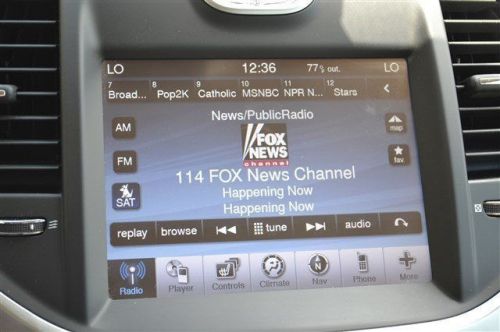 LO 12:36 77°F out. LO
7 8 9 10 11 12
Broad... Pop2K Catholic MSNBC NPR N... Stars
News/PublicRadio
AM
FOX
NEWS
channel
map
FM
fav.
114 FOX News Channel
SAT
Happening Now
Happening Now
replay browse tune audio
Radio Player Controls Climate Nav Phone More